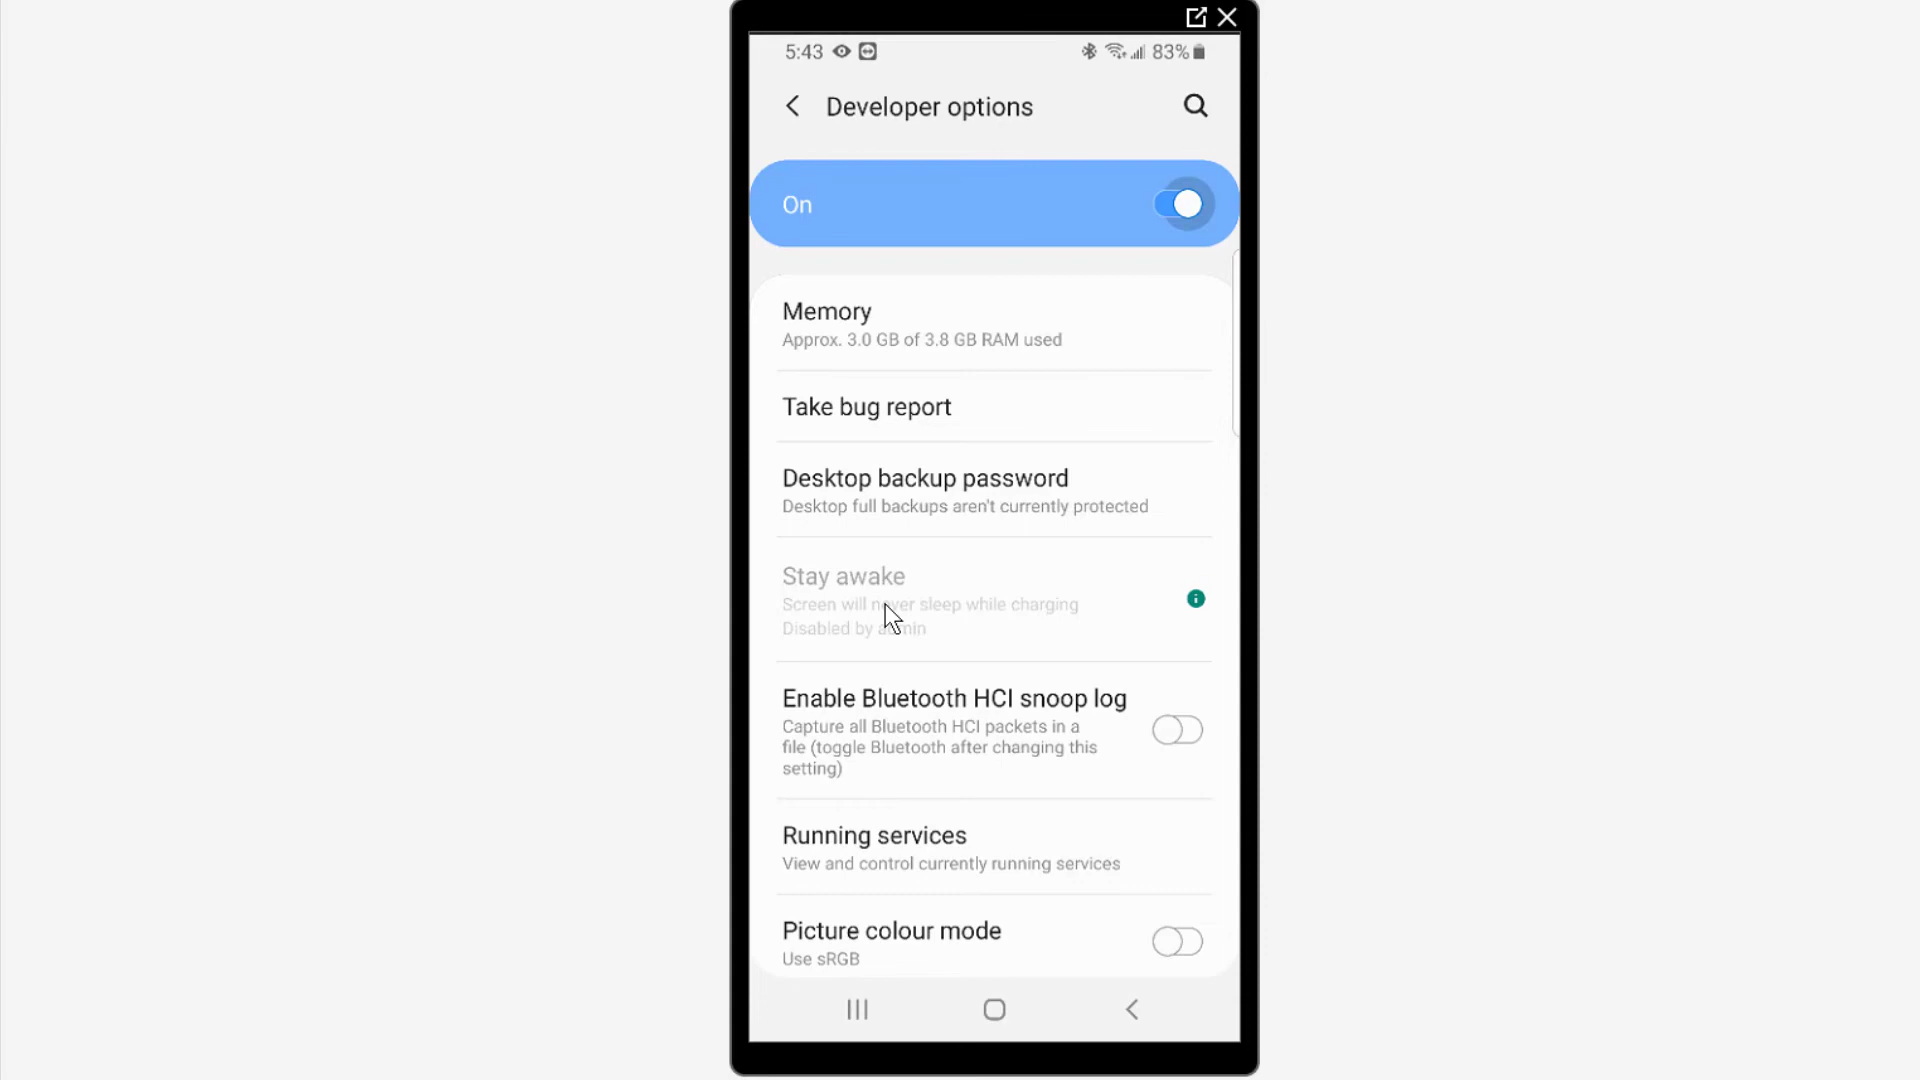 5:43 83%
Developer options
On
Memory
Approx. 3.0 GB of 3.8 GB RAM used
Take bug report
Desktop backup password
Desktop full backups aren't currently protected
Stay awake
Screen will never sleep while charging
Disabled by admin
Enable Bluetooth HCI snoop log
Capture all Bluetooth HCI packets in a
file (toggle Bluetooth after changing this
setting)
Running services
View and control currently running services
Picture colour mode
Use sRGB